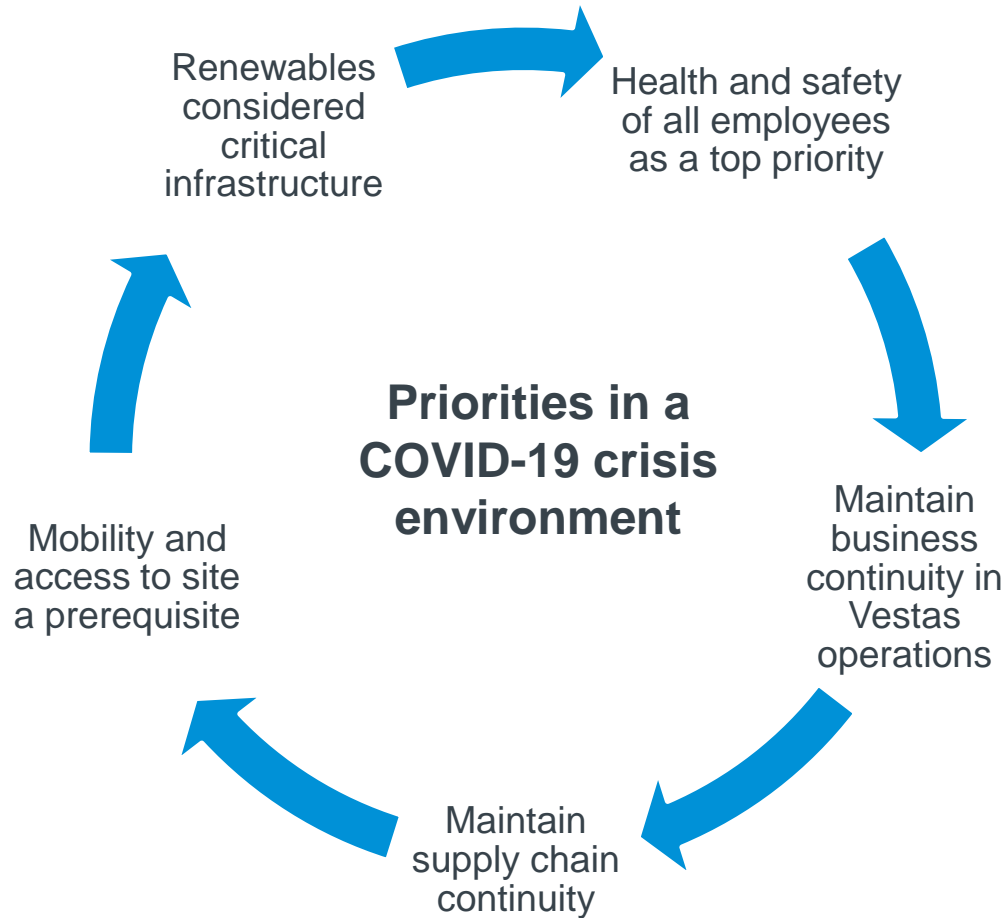 Renewables
considered
critical
infrastructure
Health and safety
of all employees
as a top priority
Priorities in a
COVID-19 crisis
environment
Maintain
business
continuity in
Vestas
operations
Mobility and
access to site
a prerequisite
Maintain
supply chain
continuity